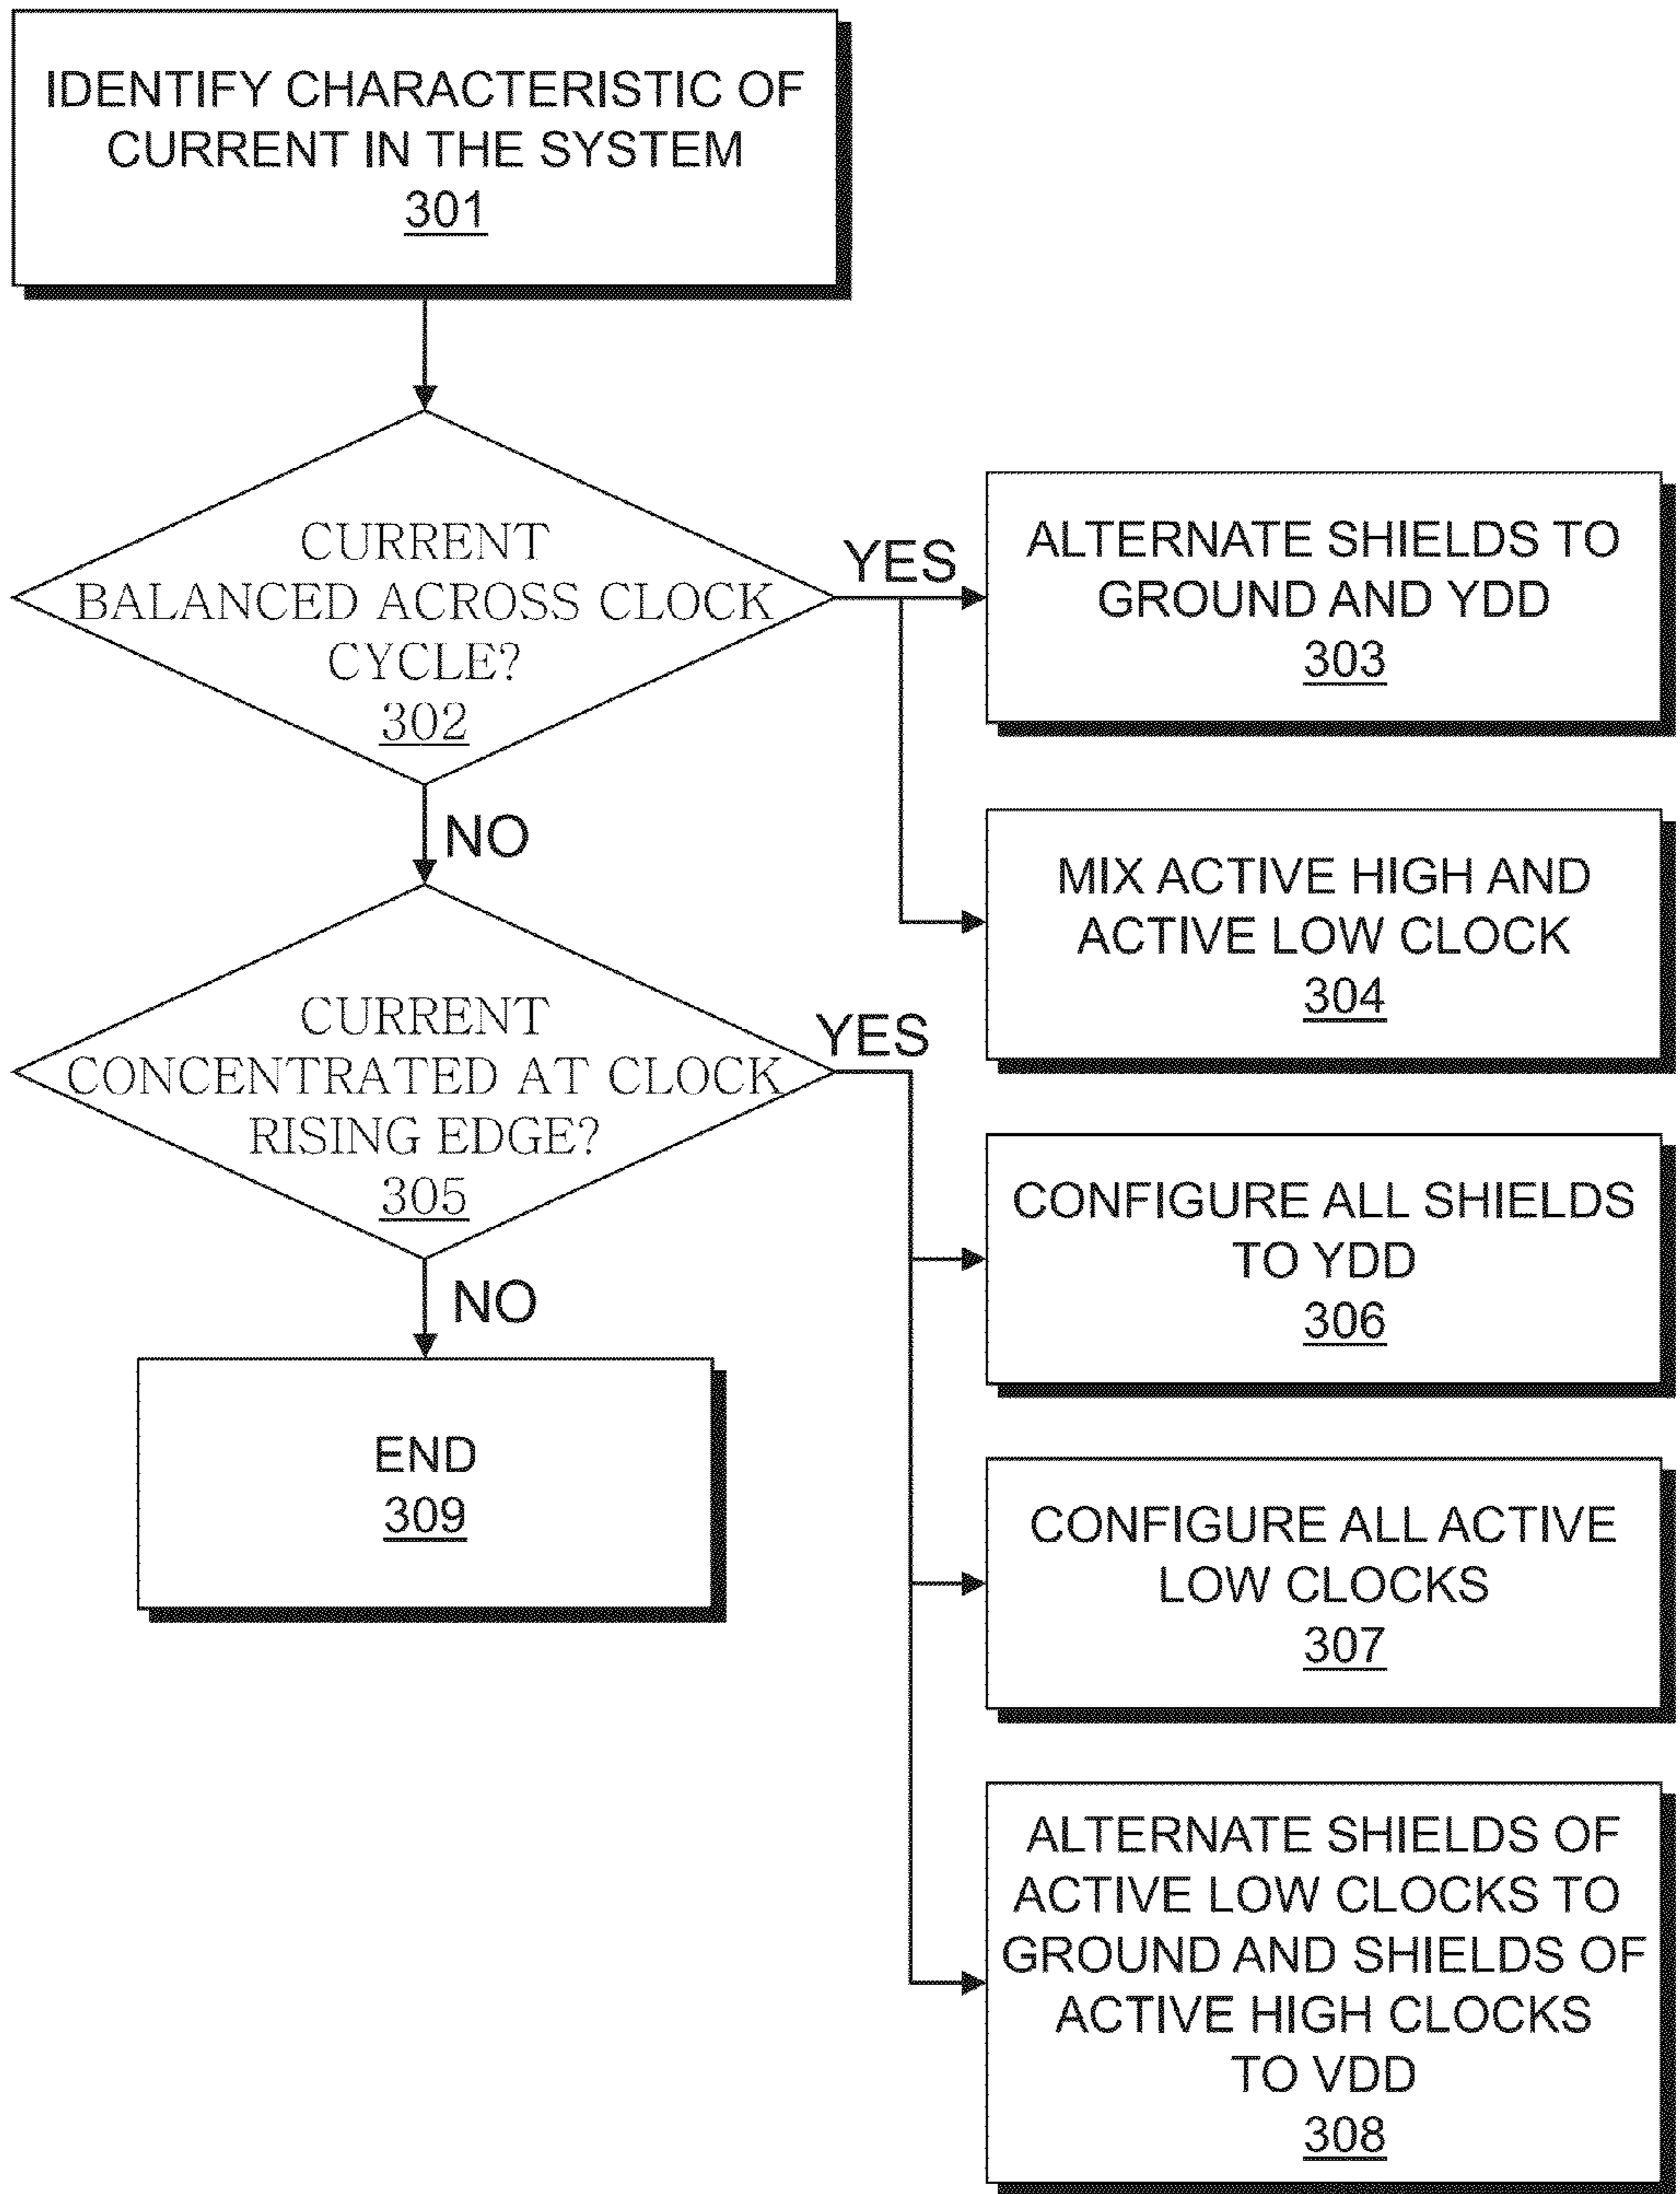 IDENTIFY CHARACTERISTIC OF
CURRENT IN THE SYSTEM
301
CURRENT
BALANCED ACROSS CLOCK
CYCLE?
302
YES
ALTERNATE SHIELDS TO
GROUND AND YDD
303
NO
MIX ACTIVE HIGH AND
ACTIVE LOW CLOCK
304
CURRENT
CONCENTRATED AT CLOCK
RISING EDGE?
305
YES
CONFIGURE ALL SHIELDS
TO YDD
306
NO
END
309
CONFIGURE ALL ACTIVE
LOW CLOCKS
307
ALTERNATE SHIELDS OF
ACTIVE LOW CLOCKS TO
GROUND AND SHIELDS OF
ACTIVE HIGH CLOCKS
TO VDD
308